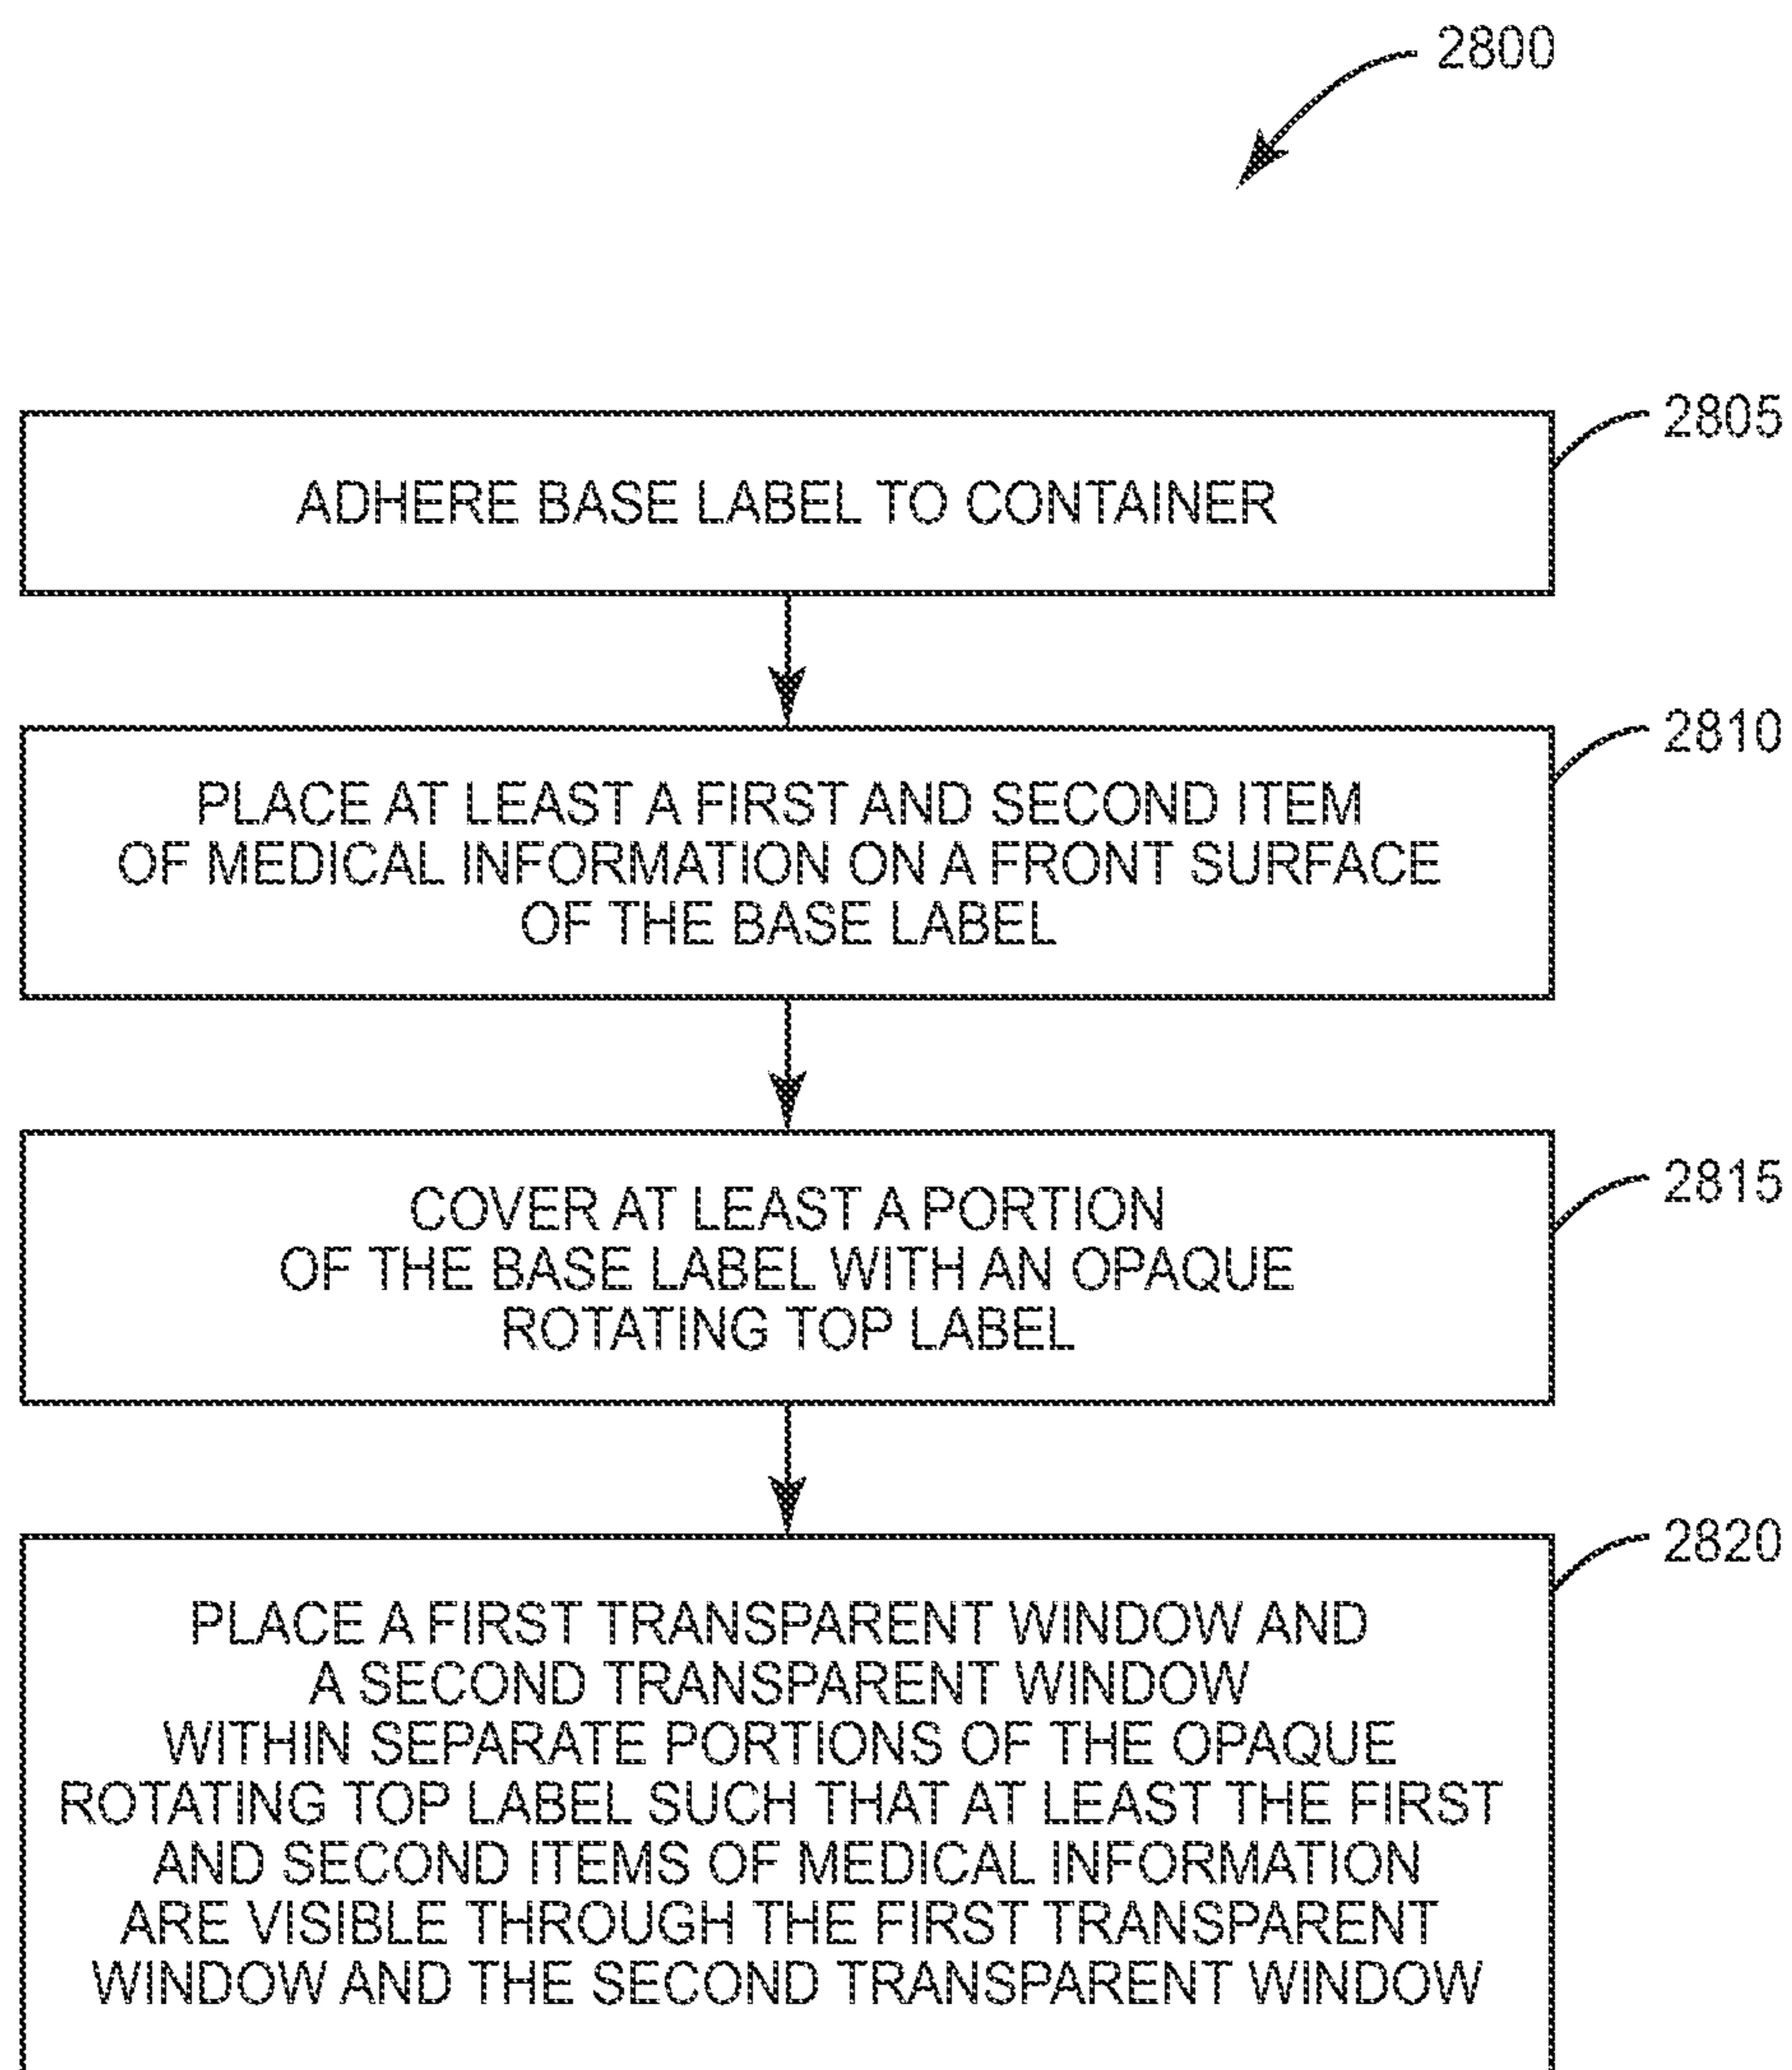 2800
2805
ADHERE BASE LABEL TO CONTAINER
2810
PLACE AT LEAST A FIRST AND SECOND ITEM
OF MEDICAL INFORMATION ON A FRONT SURFACE
OF THE BASE LABEL
2815
COVER AT LEAST A PORTION
OF THE BASE LABEL WITH AN OPAQUE
ROTATING TOP LABEL
2820
PLACE A FIRST TRANSPARENT WINDOW AND
A SECOND TRANSPARENT WINDOW
WITHIN SEPARATE PORTIONS OF THE OPAQUE
ROTATING TOP LABEL SUCH THAT AT LEAST THE FIRST
AND SECOND ITEMS OF MEDICAL INFORMATION
ARE VISIBLE THROUGH THE FIRST TRANSPARENT
WINDOW AND THE SECOND TRANSPARENT WINDOW